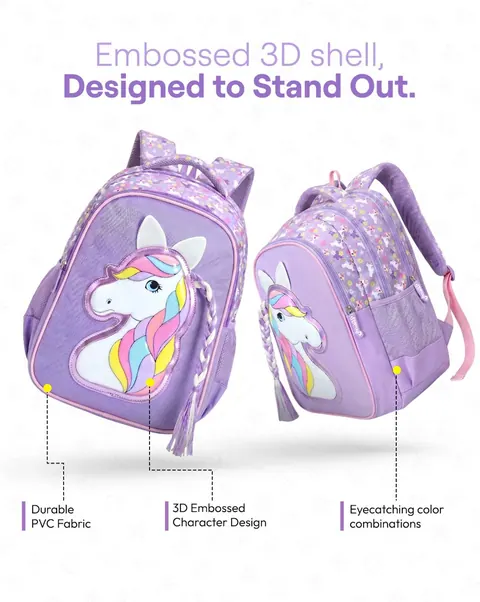 Embossed 3D shell,
Designed to Stand Out.
Durable
PVC Fabric
3D Embossed
Character Design
Eyecatching color
combinations